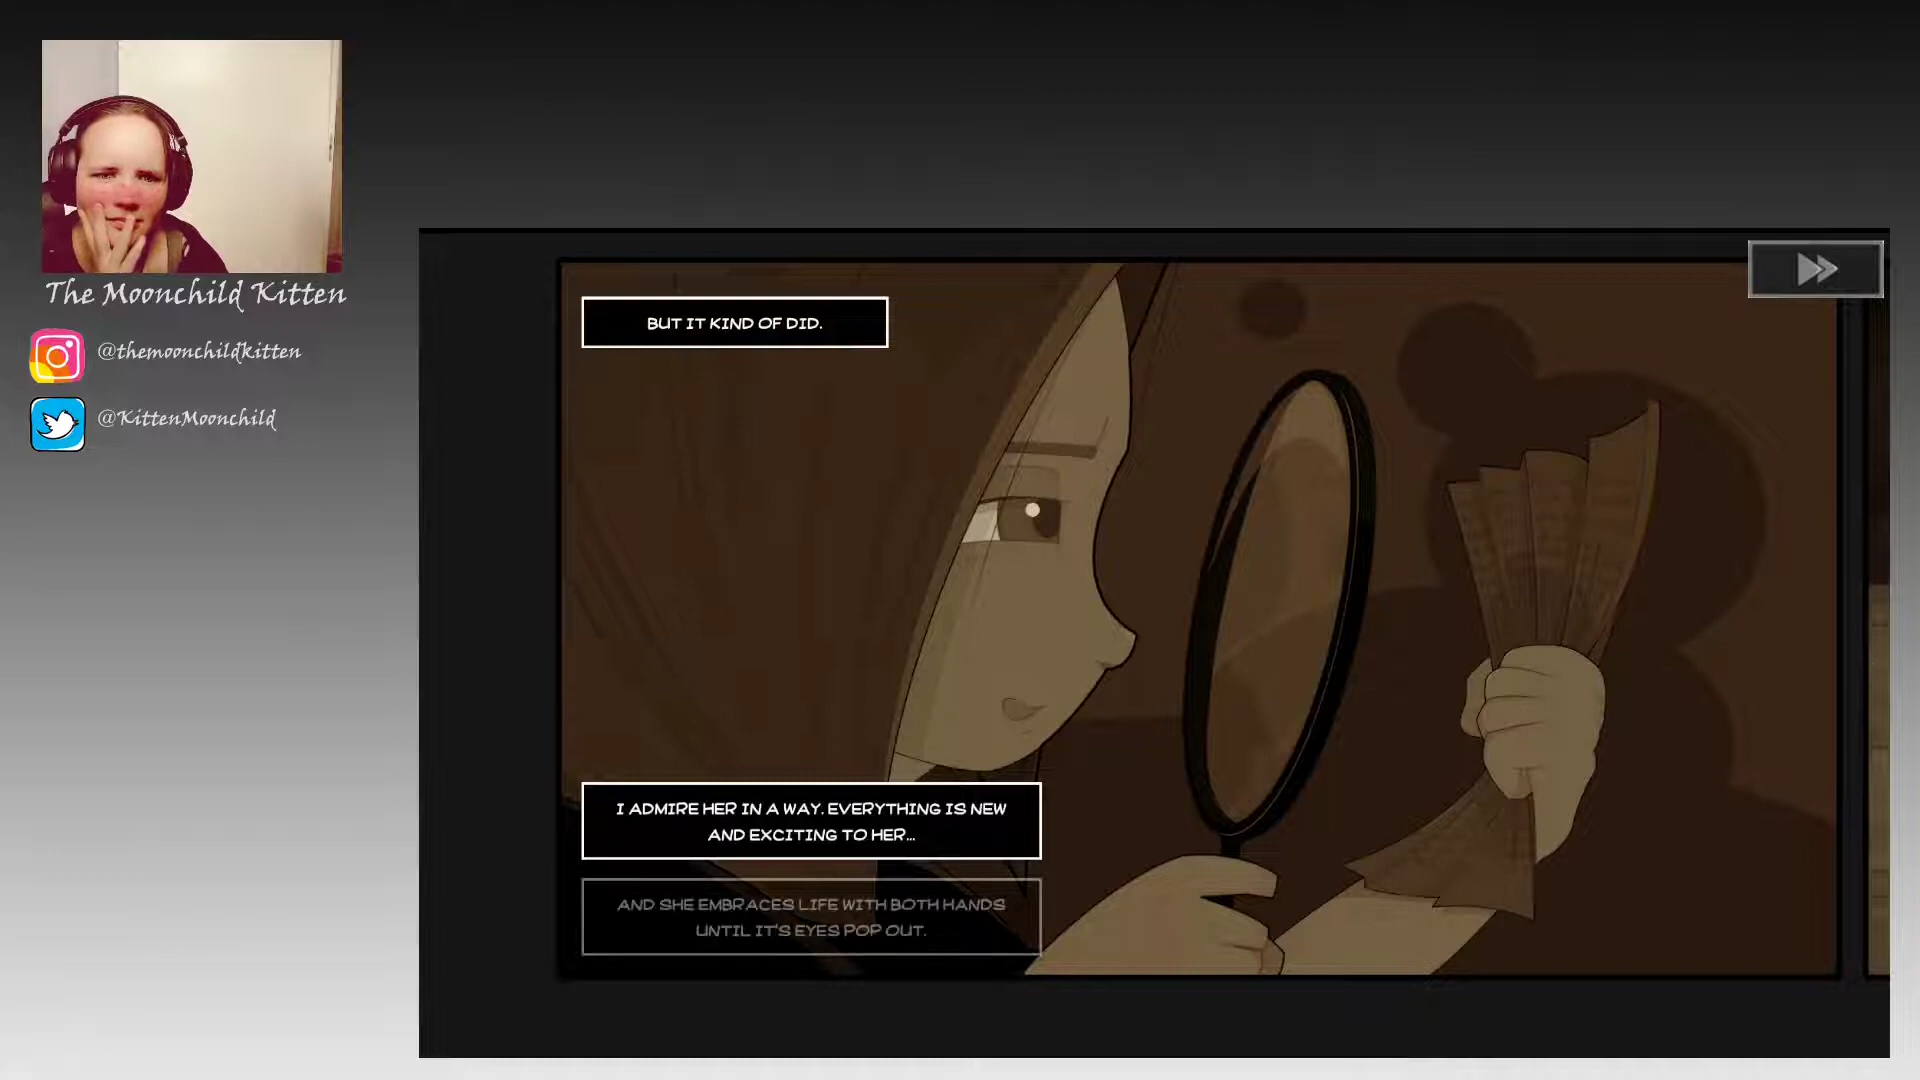 The Moonchild Kitten
@themoonchildkitten
@KittenMoonchild
BUT IT KIND OF DID.
I ADMIRE HER IN A WAY. EVERYTHING IS NEW
AND EXCITING TO HER...
AND SHE EMBRACES LIFE WITH BOTH HANDS
UNTIL IT'S EYES POP OUT.